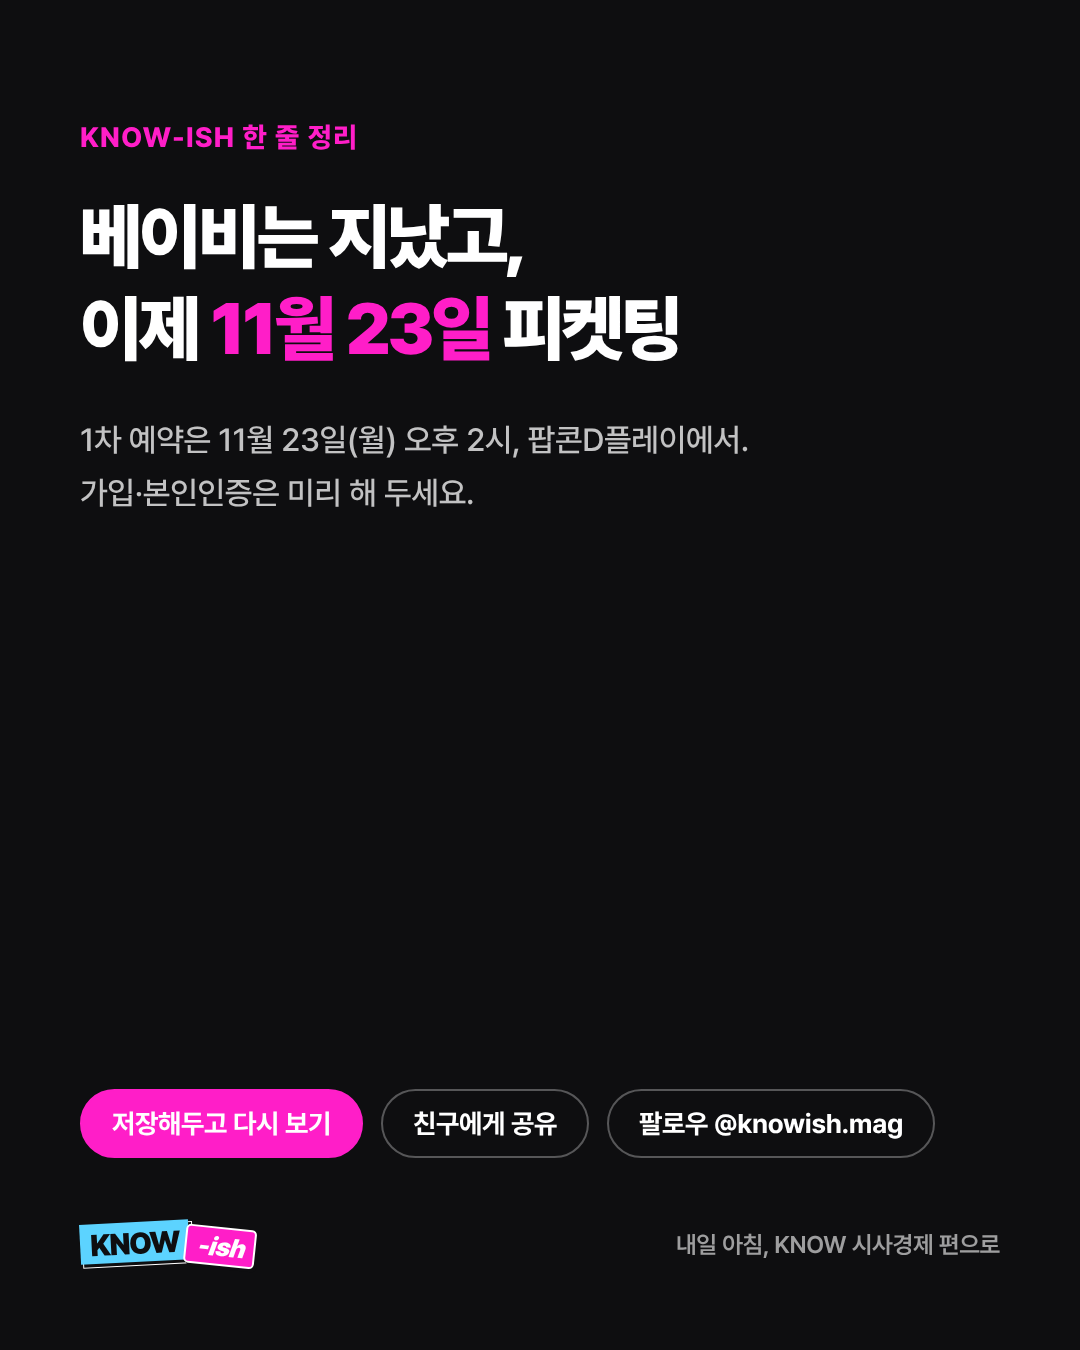 KNOW-ISH 한 줄 정리
베이비는 지났고,
이제 11월 23일 피켓팅
1차 예약은 11월 23일(월) 오후 2시, 팝콘D플레이에서.
가입·본인인증은 미리 해 두세요.
저장해두고 다시 보기
친구에게 공유
팔로우 @knowish.mag
KNOW -ish
내일 아침, KNOW 시사경제 편으로